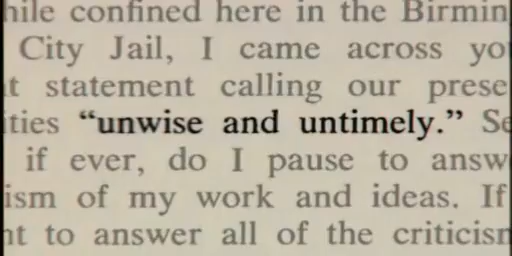 hile confined here in the Birmin
City Jail, I came across yo
t statement calling our prese
ities “unwise and untimely.” Se
if ever, do I pause to answ
ism of my work and ideas. If
nt to answer all of the criticism